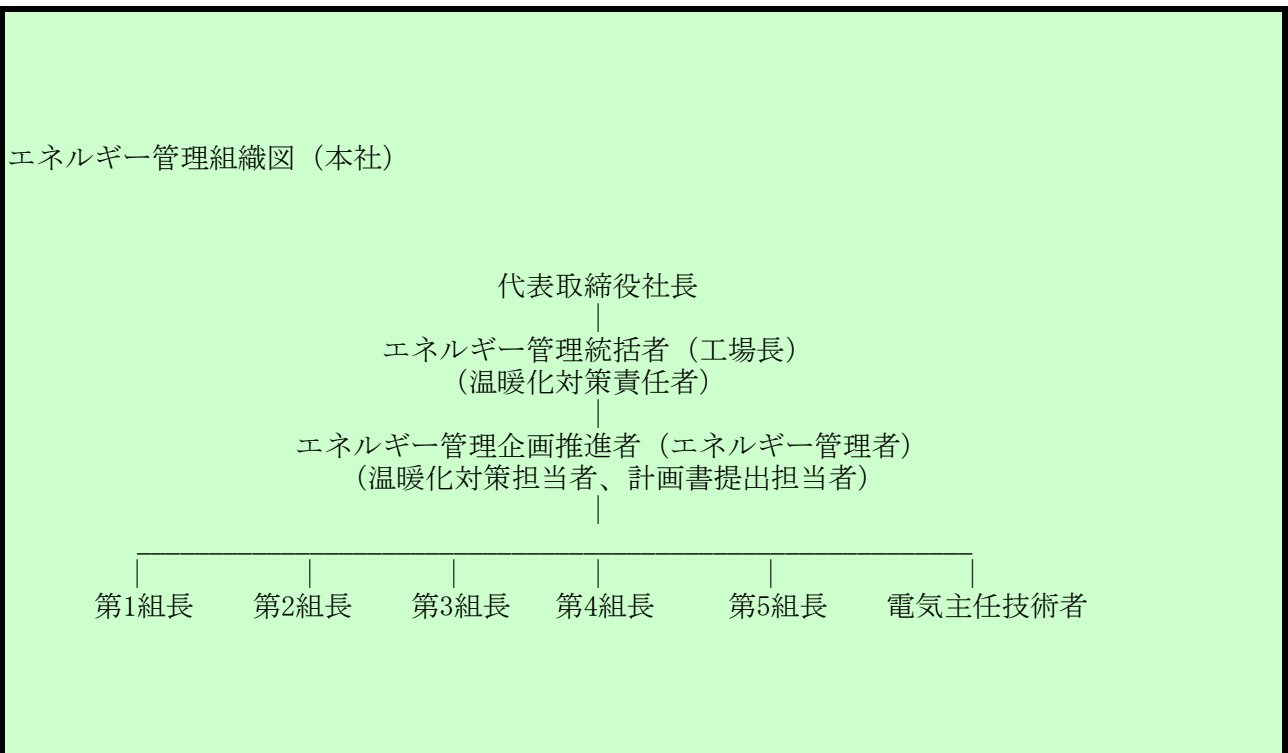 エネルギー管理組織図（本社）
代表取締役社長
エネルギー管理統括者（工場長）
（温暖化対策責任者）
エネルギー管理企画推進者（エネルギー管理者）
（温暖化対策担当者、計画書提出担当者）
第1組長 第2組長 第3組長 第4組長 第5組長 電気主任技術者